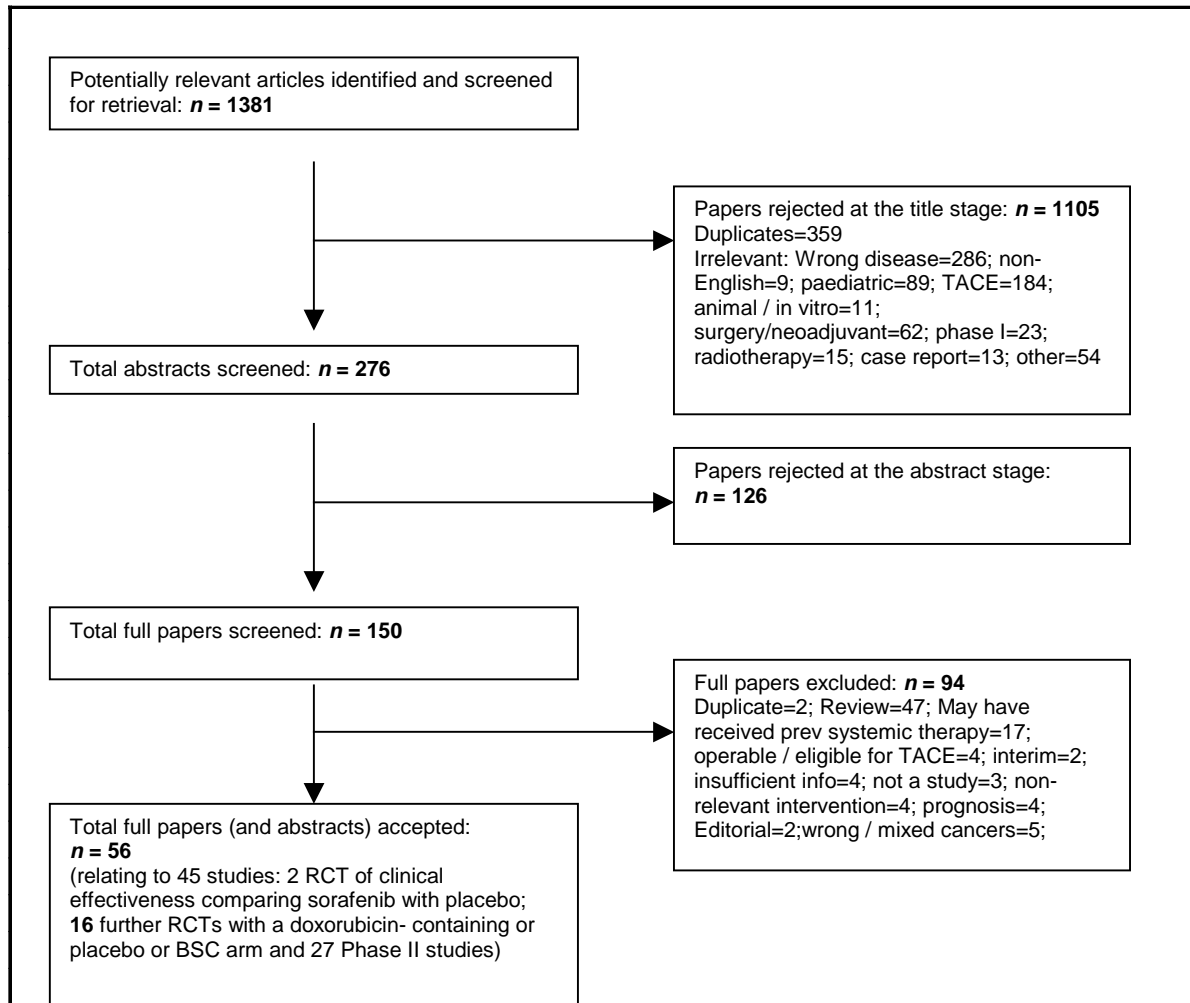 Potentially relevant articles identified and screened
for retrieval: n = 1381
Papers rejected at the title stage: n = 1105
Duplicates=359
Irrelevant: Wrong disease=286; non-
English=9; paediatric=89; TACE=184;
animal / in vitro=11;
surgery/neoadjuvant=62; phase I=23;
radiotherapy=15; case report=13; other=54
Total abstracts screened: n = 276
Papers rejected at the abstract stage:
n = 126
Total full papers screened: n = 150
Full papers excluded: n = 94
Duplicate=2; Review=47; May have
received prev systemic therapy=17;
operable / eligible for TACE=4; interim=2;
insufficient info=4; not a study=3; non-
relevant intervention=4; prognosis=4;
Editorial=2;wrong / mixed cancers=5;
Total full papers (and abstracts) accepted:
n = 56
(relating to 45 studies: 2 RCT of clinical
effectiveness comparing sorafenib with placebo;
16 further RCTs with a doxorubicin- containing or
placebo or BSC arm and 27 Phase II studies)